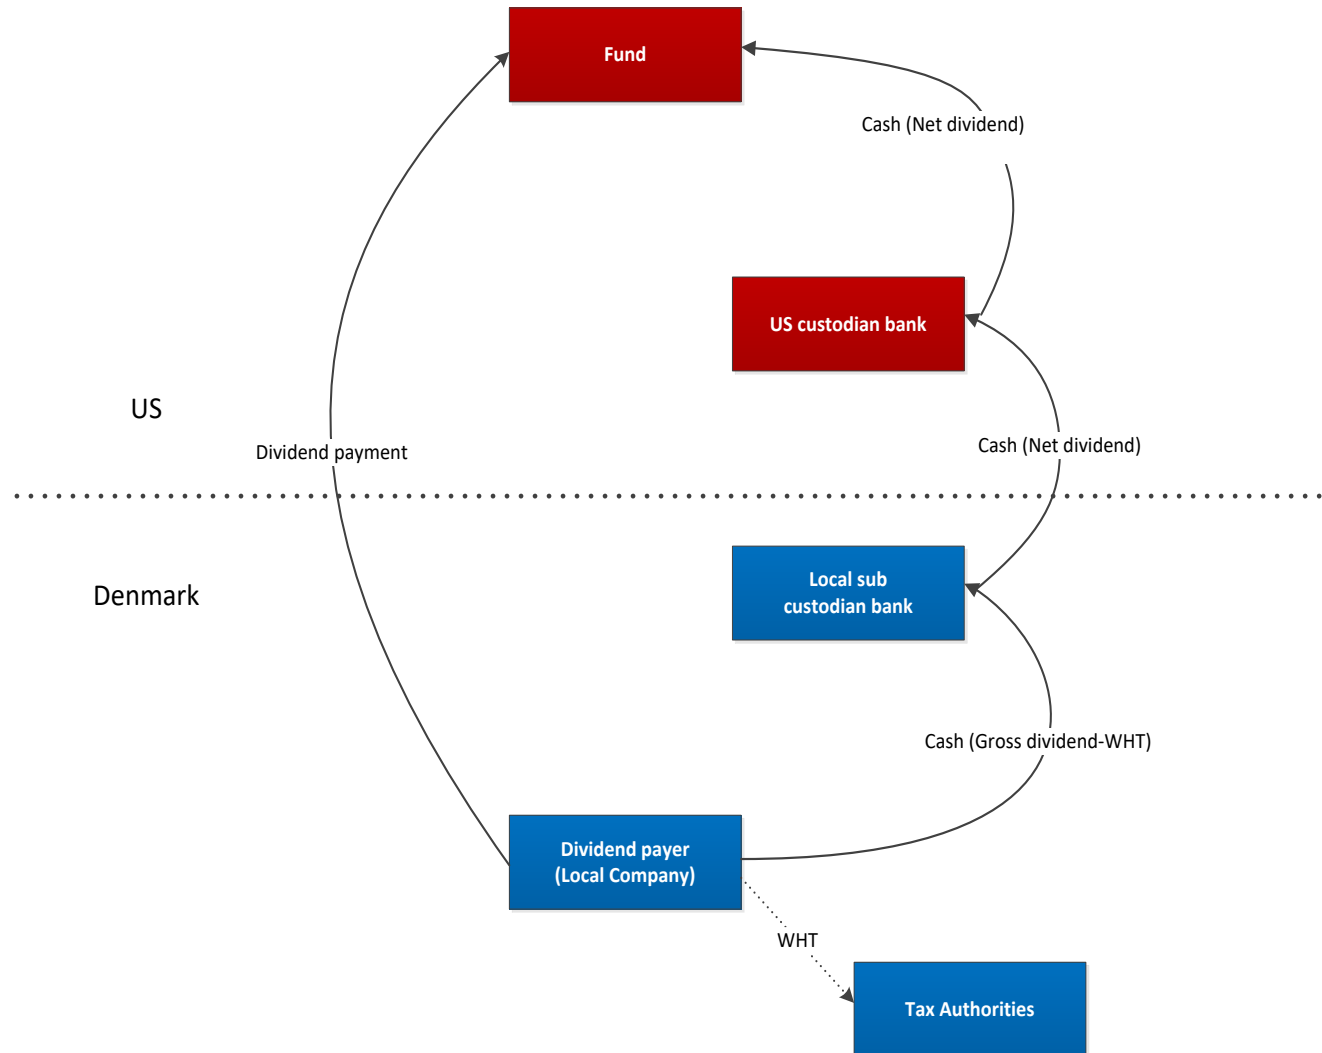 Fund
Cash (Net dividend)
US custodian bank
US
Dividend payment
Cash (Net dividend)
Denmark
Local sub
custodian bank
Cash (Gross dividend-WHT)
Dividend payer
(Local Company)
WHT
Tax Authorities